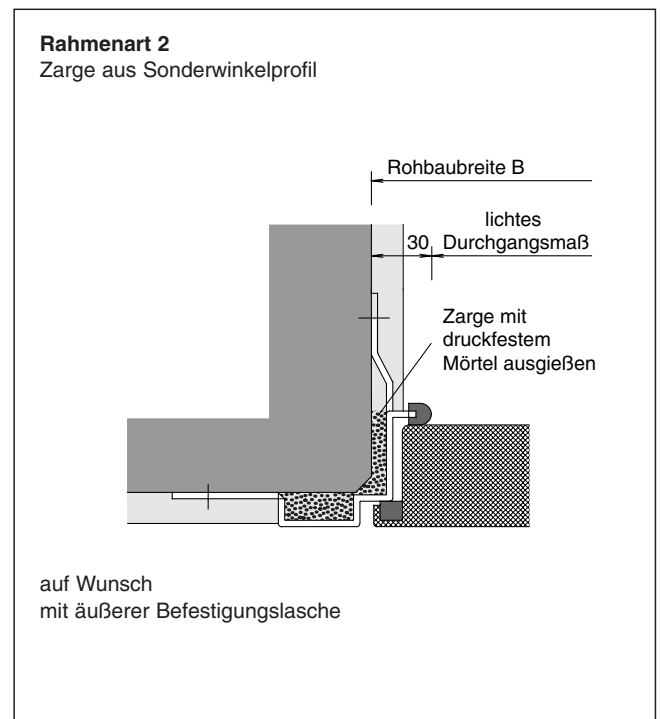 Rahmenart 2
Zarge aus Sonderwinkelprofil
Rohbaubreite B
lichtes
30 Durchgangsmaß
Zarge mit
druckfestem
Mörtel ausgießen
auf Wunsch
mit äußerer Befestigungslasche